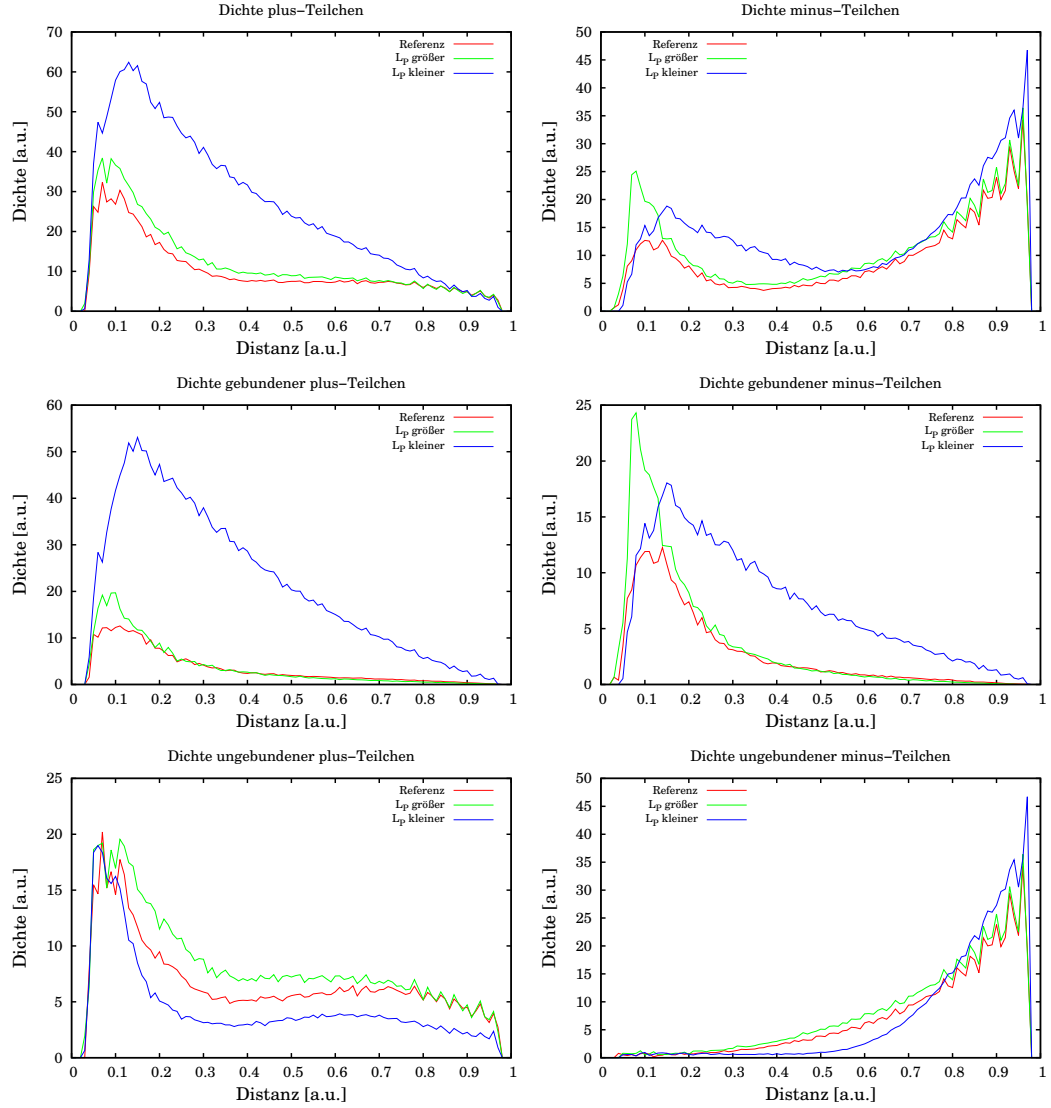 Dichte plus−Teilchen
70
60
50
40
30
20
10
0
0 0.1 0.2 0.3 0.4 0.5 0.6 0.7 0.8 0.9 1
Dichte [a.u.]
Distanz [a.u.]
Referenz
LP größer
LP kleiner
Dichte minus−Teilchen
50
45
40
35
30
25
20
15
10
5
0
0 0.1 0.2 0.3 0.4 0.5 0.6 0.7 0.8 0.9 1
Dichte [a.u.]
Distanz [a.u.]
Referenz
LP größer
LP kleiner
Dichte gebundener plus−Teilchen
60
50
40
30
20
10
0
0 0.1 0.2 0.3 0.4 0.5 0.6 0.7 0.8 0.9 1
Dichte [a.u.]
Distanz [a.u.]
Referenz
LP größer
LP kleiner
Dichte gebundener minus−Teilchen
25
20
15
10
5
0
0 0.1 0.2 0.3 0.4 0.5 0.6 0.7 0.8 0.9 1
Dichte [a.u.]
Distanz [a.u.]
Referenz
LP größer
LP kleiner
Dichte ungebundener plus−Teilchen
25
20
15
10
5
0
0 0.1 0.2 0.3 0.4 0.5 0.6 0.7 0.8 0.9 1
Dichte [a.u.]
Distanz [a.u.]
Referenz
LP größer
LP kleiner
Dichte ungebundener minus−Teilchen
50
45
40
35
30
25
20
15
10
5
0
0 0.1 0.2 0.3 0.4 0.5 0.6 0.7 0.8 0.9 1
Dichte [a.u.]
Distanz [a.u.]
Referenz
LP größer
LP kleiner